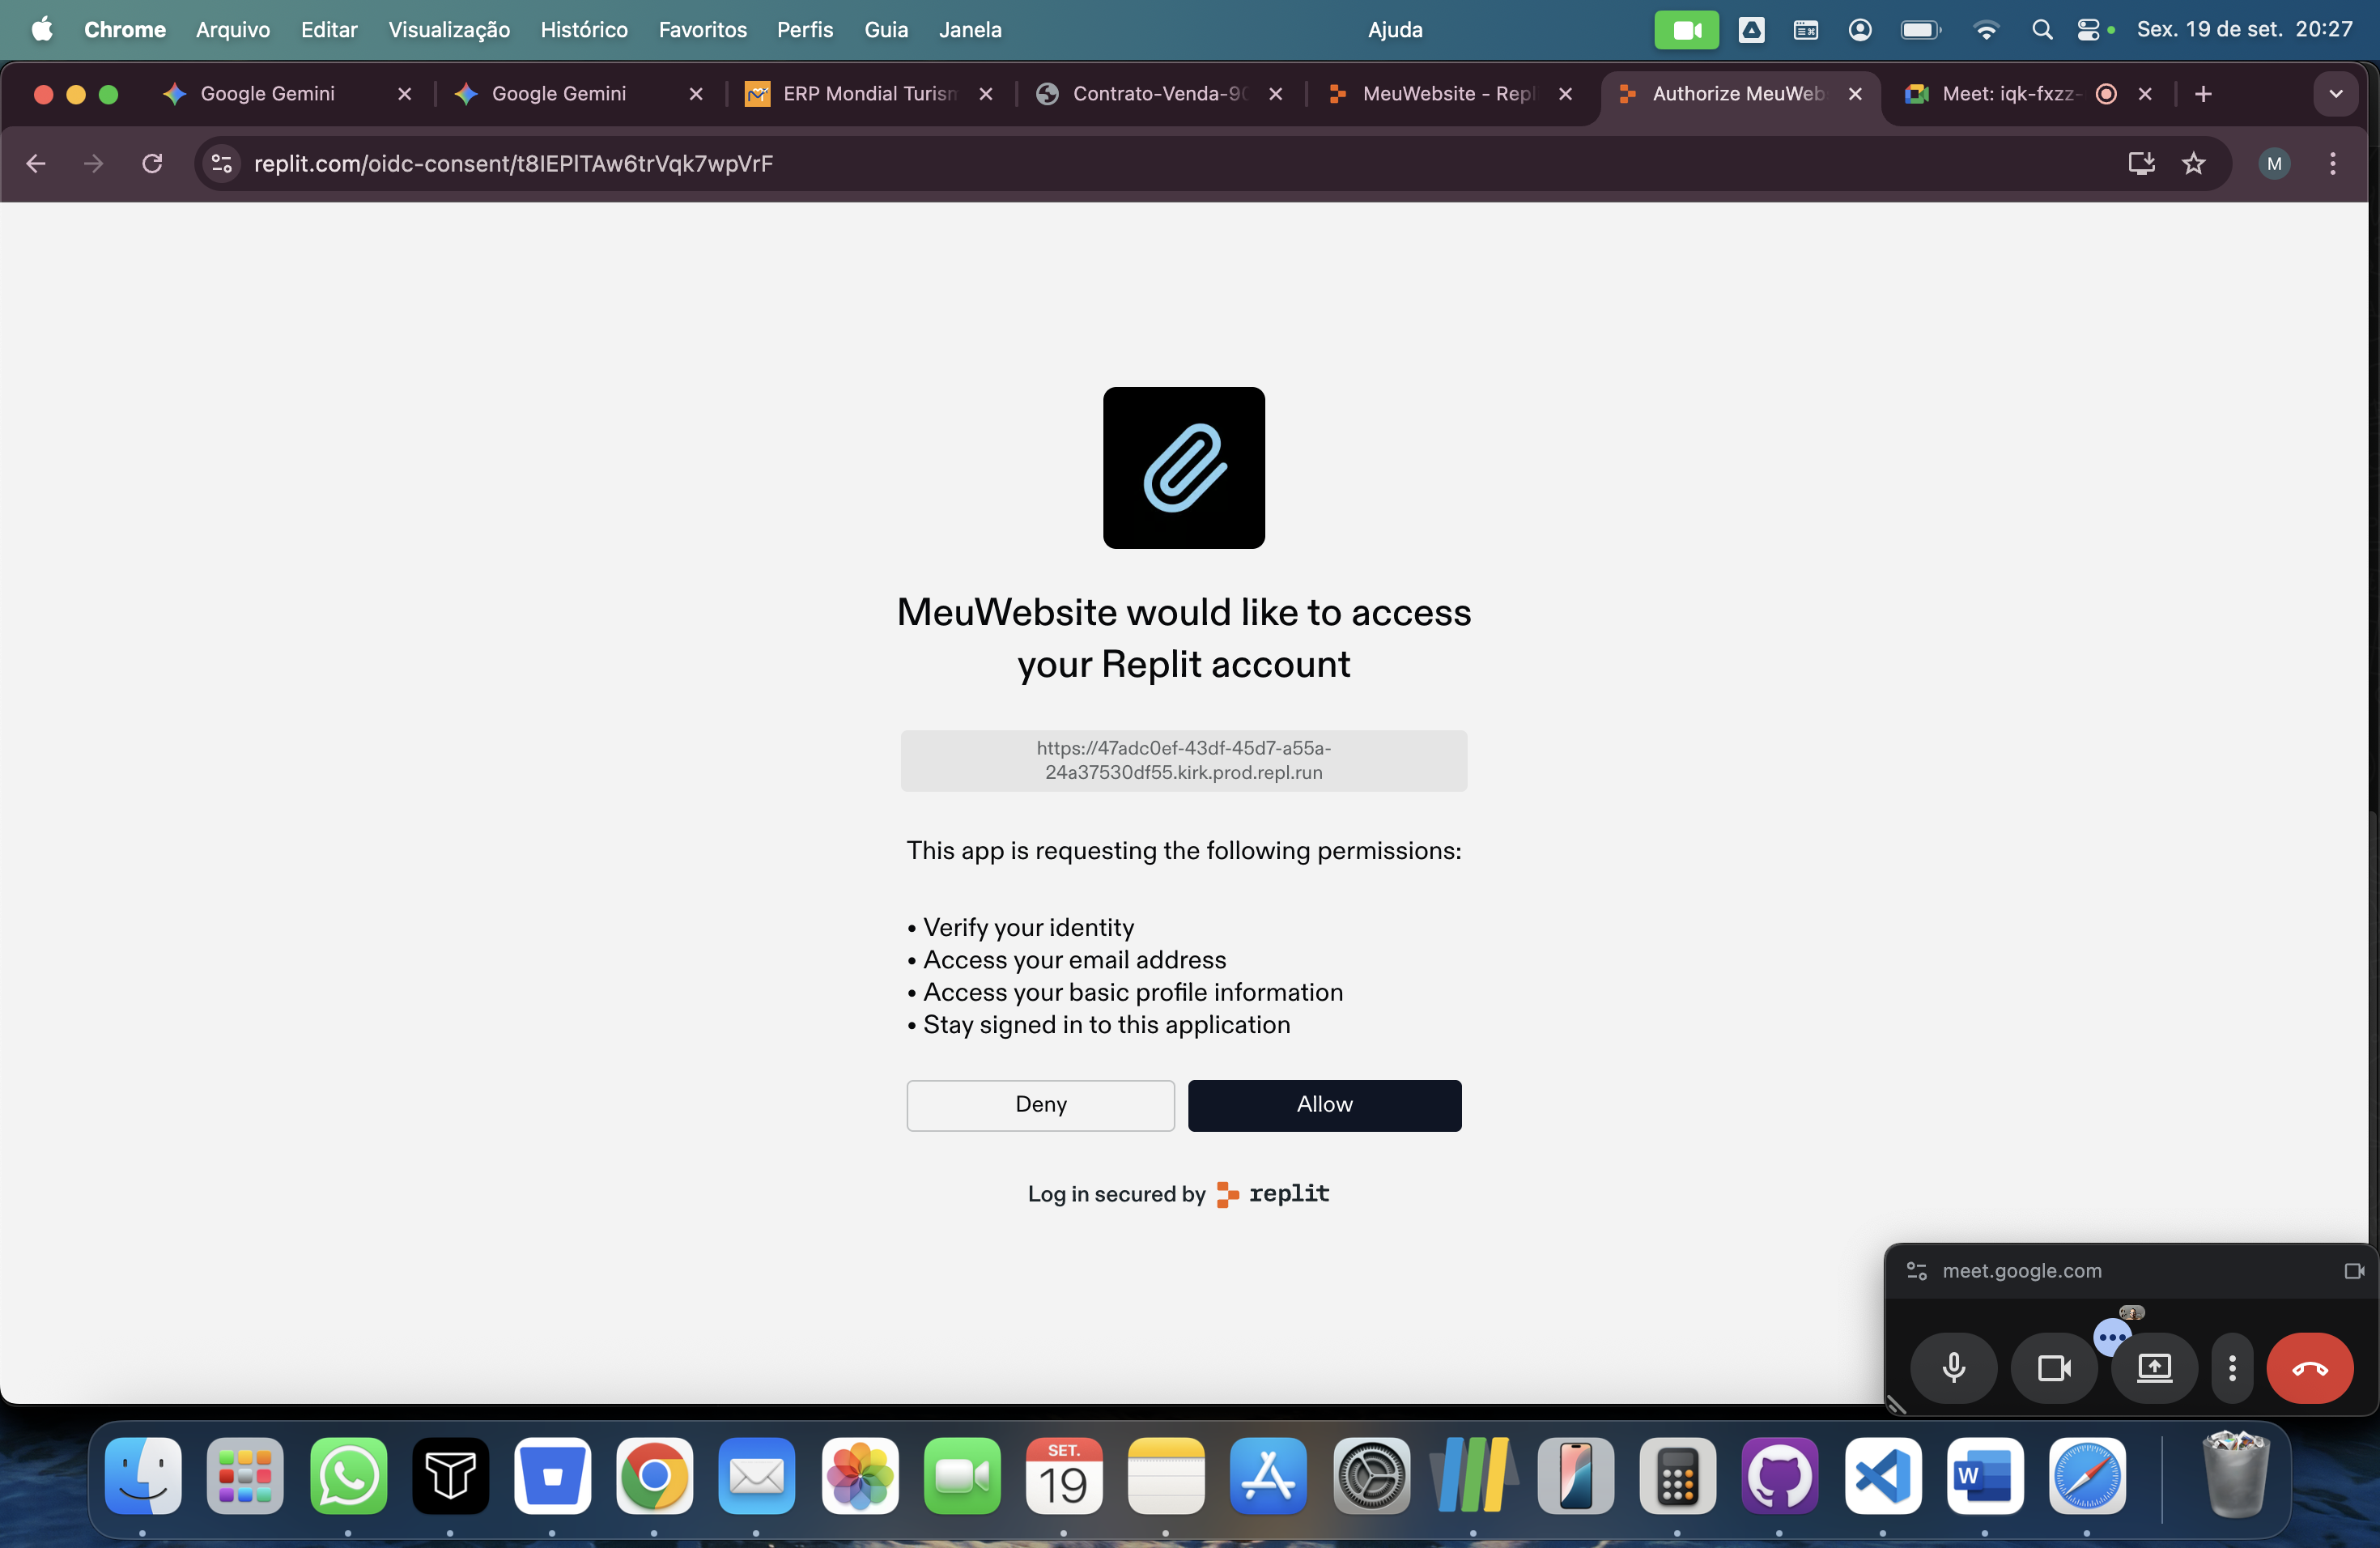 Chrome Arquivo Editar Visualização Histórico Favoritos Perfis Guia Janela Ajuda Sex. 19 de set. 20:27
Google Gemini Google Gemini ERP Mondial Turism Contrato-Venda-90 MeuWebsite - Repl Authorize MeuWeb Meet: iqk-fxzz-
replit.com/oidc-consent/t8IEPlTAw6trVqk7wpVrF M
MeuWebsite would like to access
your Replit account
https://47adc0ef-43df-45d7-a55a-
24a37530df55.kirk.prod.repl.run
This app is requesting the following permissions:
• Verify your identity
• Access your email address
• Access your basic profile information
• Stay signed in to this application
Deny Allow
Log in secured by replit
meet.google.com
SET.
19
W